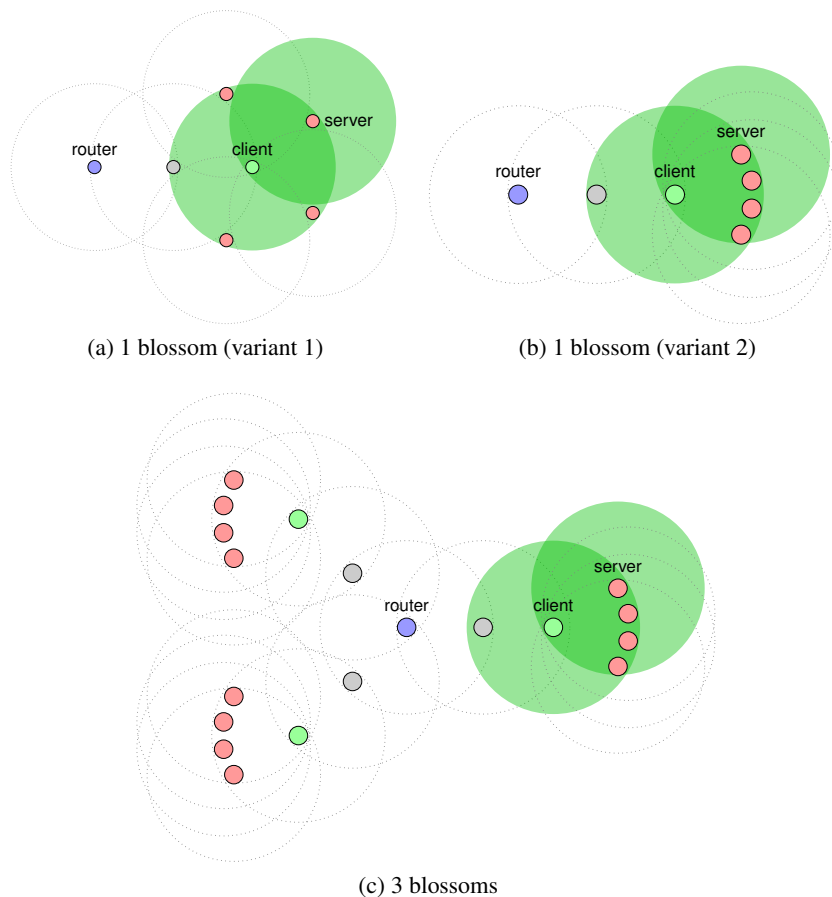 router
client
server
(a) 1 blossom (variant 1)
router
client
server
(b) 1 blossom (variant 2)
router
client
server
(c) 3 blossoms